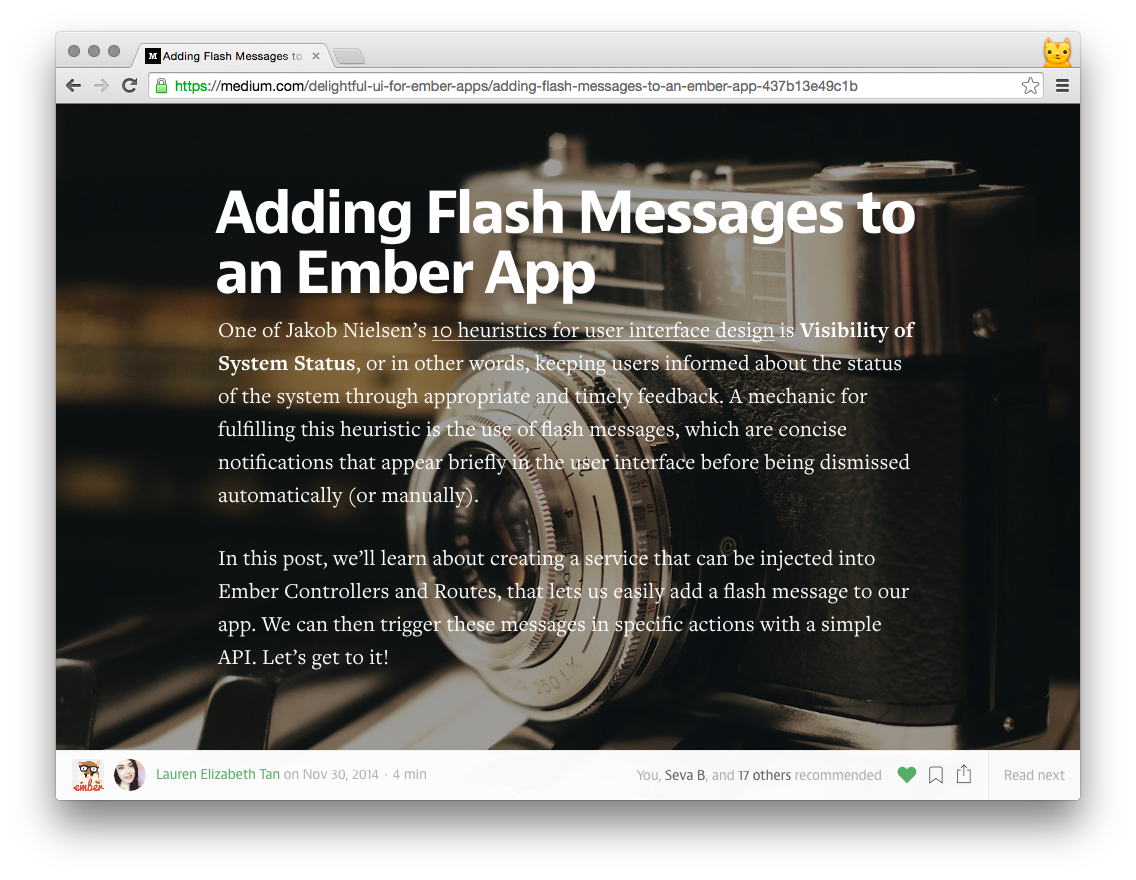 Adding Flash Messages to
https://medium.com/delightful-ui-for-ember-apps/adding-flash-messages-to-an-ember-app-437b13e49c1b
Adding Flash Messages to
an Ember App
One of Jakob Nielsen’s 10 heuristics for user interface design is Visibility of
System Status, or in other words, keeping users informed about the status
of the system through appropriate and timely feedback. A mechanic for
fulfilling this heuristic is the use of flash messages, which are concise
notifications that appear briefly in the user interface before being dismissed
automatically (or manually).
In this post, we’ll learn about creating a service that can be injected into
Ember Controllers and Routes, that lets us easily add a flash message to our
app. We can then trigger these messages in specific actions with a simple
API. Let’s get to it!
ember
Lauren Elizabeth Tan on Nov 30, 2014 · 4 min
You, Seva B, and 17 others recommended
Read next